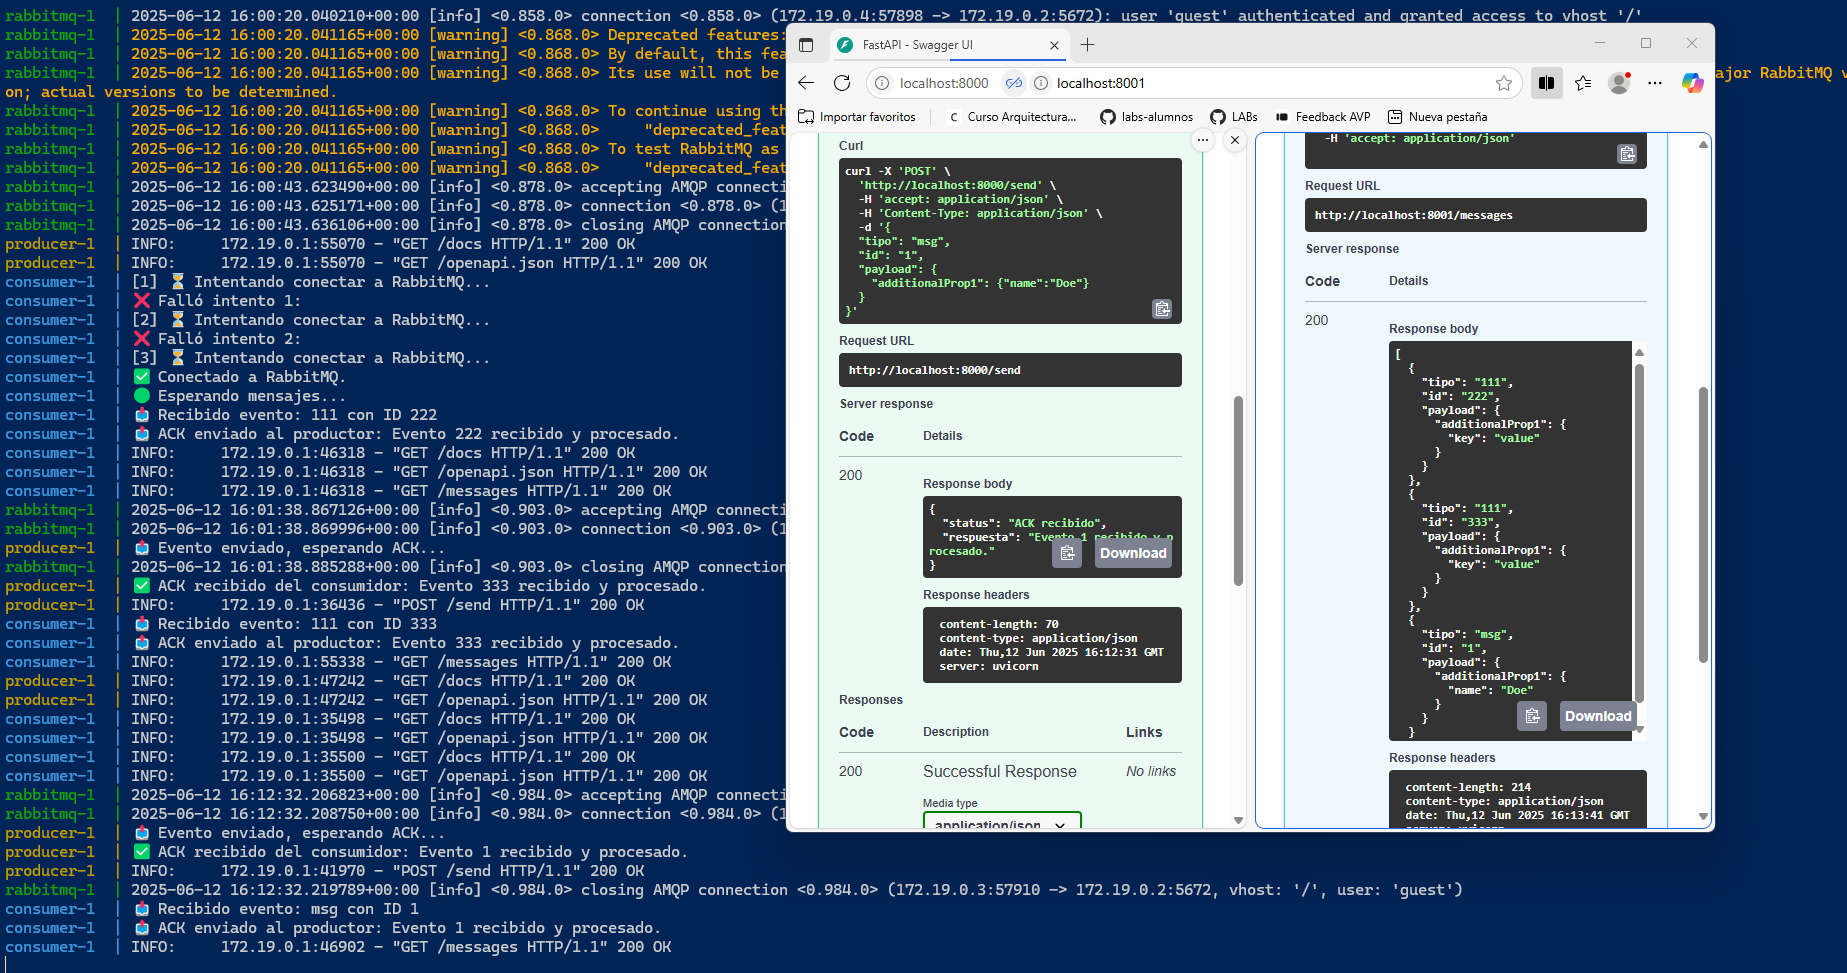 rabbitmq-1  | 2025-06-12 16:00:20.040210+00:00 [info] <0.858.0> connection <0.858.0> (172.19.0.4:57898 -> 172.19.0.2:5672): user 'guest' authenticated and granted access to vhost '/'
rabbitmq-1  | 2025-06-12 16:00:20.041165+00:00 [warning] <0.868.0> Deprecated features:
rabbitmq-1  | 2025-06-12 16:00:20.041165+00:00 [warning] <0.868.0> By default, this fea
rabbitmq-1  | 2025-06-12 16:00:20.041165+00:00 [warning] <0.868.0> Its use will not be
ajor RabbitMQ v
on; actual versions to be determined.
rabbitmq-1  | 2025-06-12 16:00:20.041165+00:00 [warning] <0.868.0> To continue using th
rabbitmq-1  | 2025-06-12 16:00:20.041165+00:00 [warning] <0.868.0>     "deprecated_feat
rabbitmq-1  | 2025-06-12 16:00:20.041165+00:00 [warning] <0.868.0> To test RabbitMQ as
rabbitmq-1  | 2025-06-12 16:00:20.041165+00:00 [warning] <0.868.0>     "deprecated_feat
rabbitmq-1  | 2025-06-12 16:00:43.623490+00:00 [info] <0.878.0> accepting AMQP connecti
rabbitmq-1  | 2025-06-12 16:00:43.625171+00:00 [info] <0.878.0> connection <0.878.0> (1
rabbitmq-1  | 2025-06-12 16:00:43.636106+00:00 [info] <0.878.0> closing AMQP connection
producer-1  | INFO:     172.19.0.1:55070 - "GET /docs HTTP/1.1" 200 OK
producer-1  | INFO:     172.19.0.1:55070 - "GET /openapi.json HTTP/1.1" 200 OK
consumer-1  | [1] ⏳ Intentando conectar a RabbitMQ...
consumer-1  | ❌ Falló intento 1:
consumer-1  | [2] ⏳ Intentando conectar a RabbitMQ...
consumer-1  | ❌ Falló intento 2:
consumer-1  | [3] ⏳ Intentando conectar a RabbitMQ...
consumer-1  | ✅ Conectado a RabbitMQ.
consumer-1  | 🟢 Esperando mensajes...
consumer-1  | 📥 Recibido evento: 111 con ID 222
consumer-1  | 📤 ACK enviado al productor: Evento 222 recibido y procesado.
consumer-1  | INFO:     172.19.0.1:46318 - "GET /docs HTTP/1.1" 200 OK
consumer-1  | INFO:     172.19.0.1:46318 - "GET /openapi.json HTTP/1.1" 200 OK
consumer-1  | INFO:     172.19.0.1:46318 - "GET /messages HTTP/1.1" 200 OK
rabbitmq-1  | 2025-06-12 16:01:38.867126+00:00 [info] <0.903.0> accepting AMQP connecti
rabbitmq-1  | 2025-06-12 16:01:38.869996+00:00 [info] <0.903.0> connection <0.903.0> (1
producer-1  | 📤 Evento enviado, esperando ACK...
rabbitmq-1  | 2025-06-12 16:01:38.885288+00:00 [info] <0.903.0> closing AMQP connection
producer-1  | ✅ ACK recibido del consumidor: Evento 333 recibido y procesado.
producer-1  | INFO:     172.19.0.1:36436 - "POST /send HTTP/1.1" 200 OK
consumer-1  | 📥 Recibido evento: 111 con ID 333
consumer-1  | 📤 ACK enviado al productor: Evento 333 recibido y procesado.
consumer-1  | INFO:     172.19.0.1:55338 - "GET /messages HTTP/1.1" 200 OK
producer-1  | INFO:     172.19.0.1:47242 - "GET /docs HTTP/1.1" 200 OK
producer-1  | INFO:     172.19.0.1:47242 - "GET /openapi.json HTTP/1.1" 200 OK
consumer-1  | INFO:     172.19.0.1:35498 - "GET /docs HTTP/1.1" 200 OK
consumer-1  | INFO:     172.19.0.1:35498 - "GET /openapi.json HTTP/1.1" 200 OK
consumer-1  | INFO:     172.19.0.1:35500 - "GET /docs HTTP/1.1" 200 OK
consumer-1  | INFO:     172.19.0.1:35500 - "GET /openapi.json HTTP/1.1" 200 OK
rabbitmq-1  | 2025-06-12 16:12:32.206823+00:00 [info] <0.984.0> accepting AMQP connecti
rabbitmq-1  | 2025-06-12 16:12:32.208750+00:00 [info] <0.984.0> connection <0.984.0> (1
producer-1  | 📤 Evento enviado, esperando ACK...
producer-1  | ✅ ACK recibido del consumidor: Evento 1 recibido y procesado.
producer-1  | INFO:     172.19.0.1:41970 - "POST /send HTTP/1.1" 200 OK
rabbitmq-1  | 2025-06-12 16:12:32.219789+00:00 [info] <0.984.0> closing AMQP connection <0.984.0> (172.19.0.3:57910 -> 172.19.0.2:5672, vhost: '/', user: 'guest')
consumer-1  | 📥 Recibido evento: msg con ID 1
consumer-1  | 📤 ACK enviado al productor: Evento 1 recibido y procesado.
consumer-1  | INFO:     172.19.0.1:46902 - "GET /messages HTTP/1.1" 200 OK
FastAPI - Swagger UI
localhost:8000
localhost:8001
Importar favoritos
Curso Arquitectura...
labs-alumnos
LABs
Feedback AVP
Nueva pestaña
Curl
curl -X 'POST' \
'http://localhost:8000/send' \
-H 'accept: application/json' \
-H 'Content-Type: application/json' \
-d '{
"tipo": "msg",
"id": "1",
"payload": {
"additionalProp1": {"name":"Doe"}
}
}'
Request URL
http://localhost:8000/send
Server response
Code
Details
200
Response body
{
"status": "ACK recibido",
"respuesta": "Evento 1 recibido y p
rocesado."
}
Download
Response headers
content-length: 70
content-type: application/json
date: Thu,12 Jun 2025 16:12:31 GMT
server: uvicorn
Responses
Code
Description
Links
200
Successful Response
No links
Media type
application/json
-H 'accept: application/json'
Request URL
http://localhost:8001/messages
Server response
Code
Details
200
Response body
[
{
"tipo": "111",
"id": "222",
"payload": {
"additionalProp1": {
"key": "value"
}
}
},
{
"tipo": "111",
"id": "333",
"payload": {
"additionalProp1": {
"key": "value"
}
}
},
{
"tipo": "msg",
"id": "1",
"payload": {
"additionalProp1": {
"name": "Doe"
}
}
}
Download
Response headers
content-length: 214
content-type: application/json
date: Thu,12 Jun 2025 16:13:41 GMT